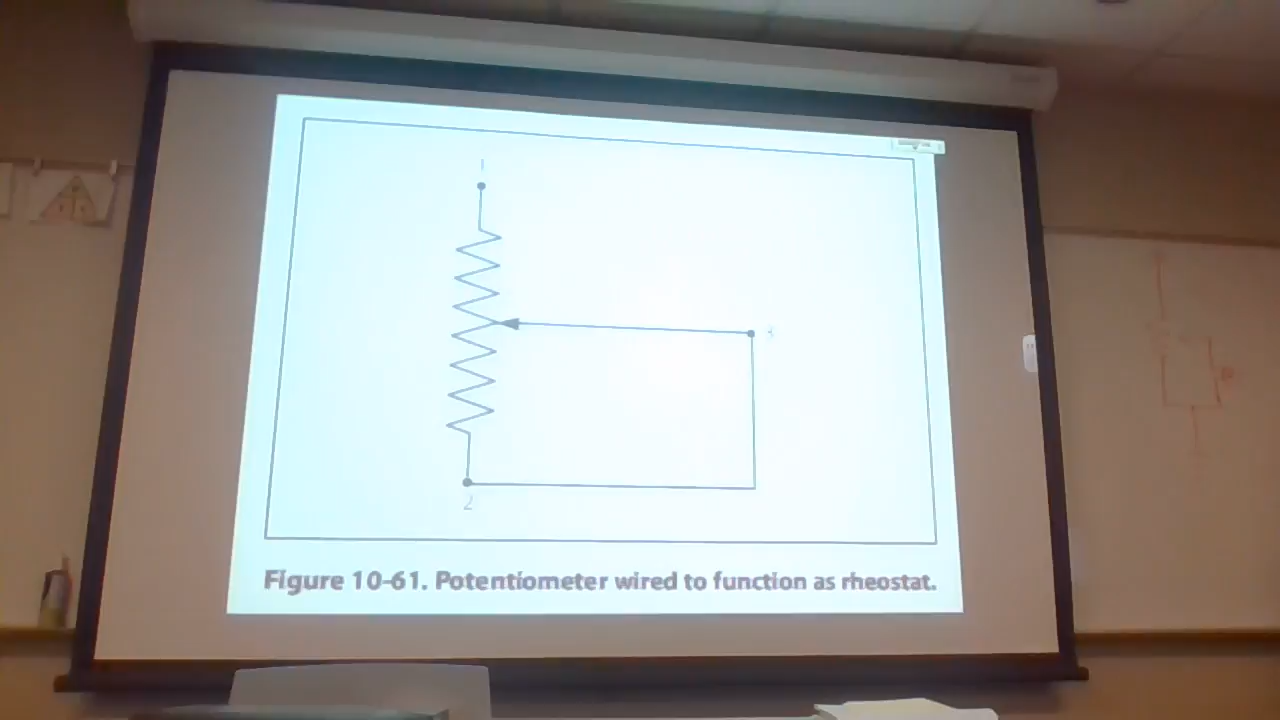 1
2
Figure 10-61. Potentiometer wired to function as rheostat.